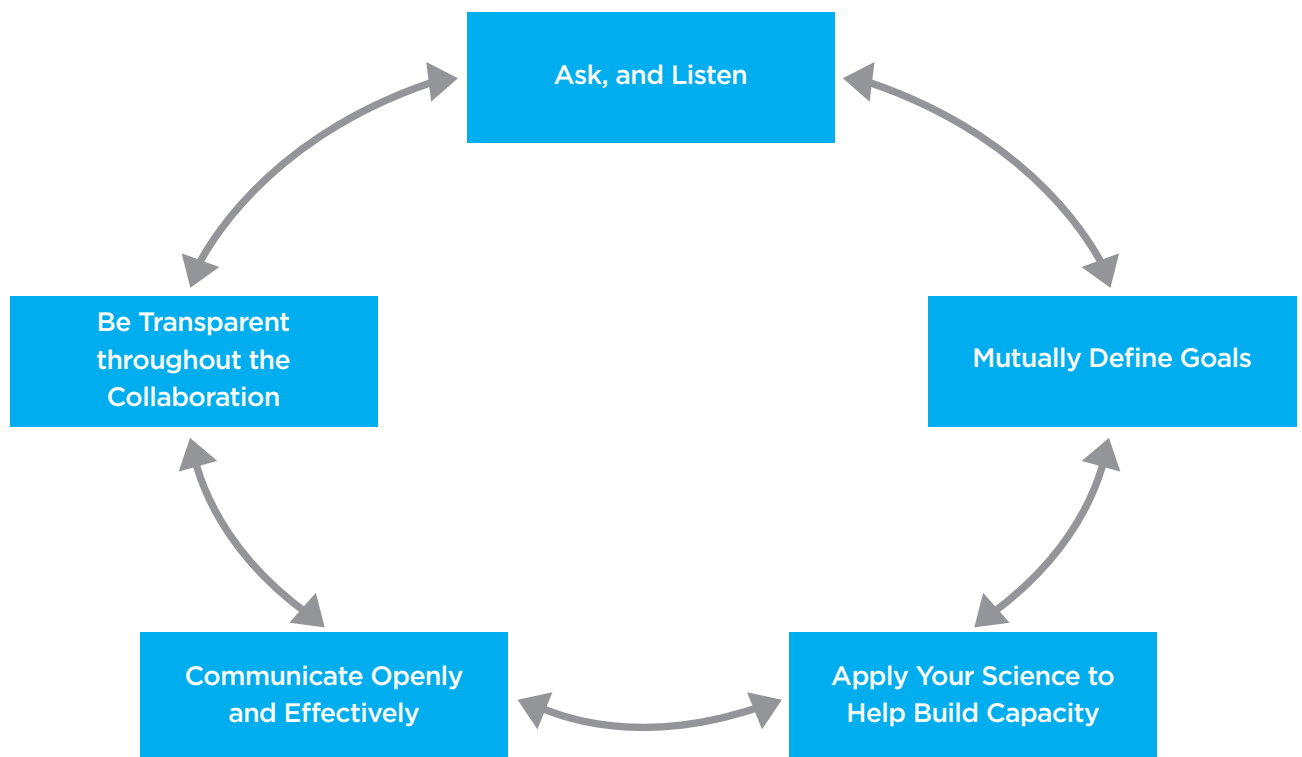 Ask, and Listen
Mutually Define Goals
Apply Your Science to
Help Build Capacity
Communicate Openly
and Effectively
Be Transparent
throughout the
Collaboration